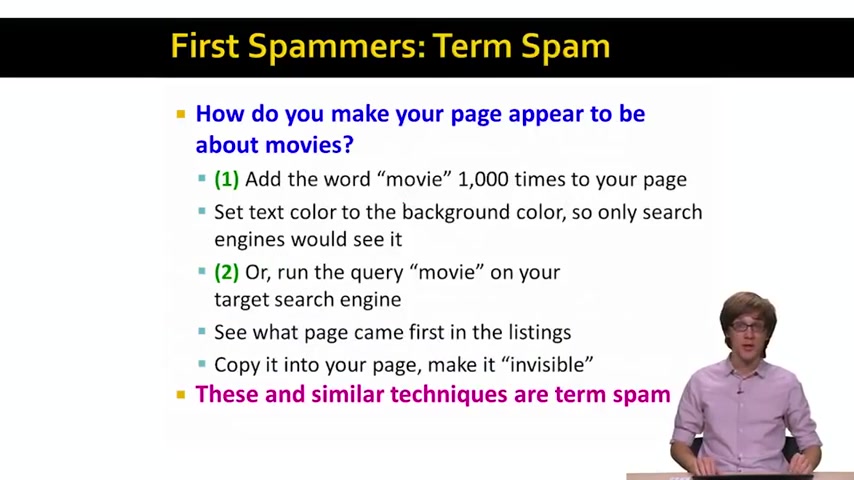 First Spammers: Term Spam
How do you make your page appear to be
about movies?
(1) Add the word “movie” 1,000 times to your page
Set text color to the background color, so only search
engines would see it
(2) Or, run the query “movie” on your
target search engine
See what page came first in the listings
Copy it into your page, make it “invisible”
These and similar techniques are term spam